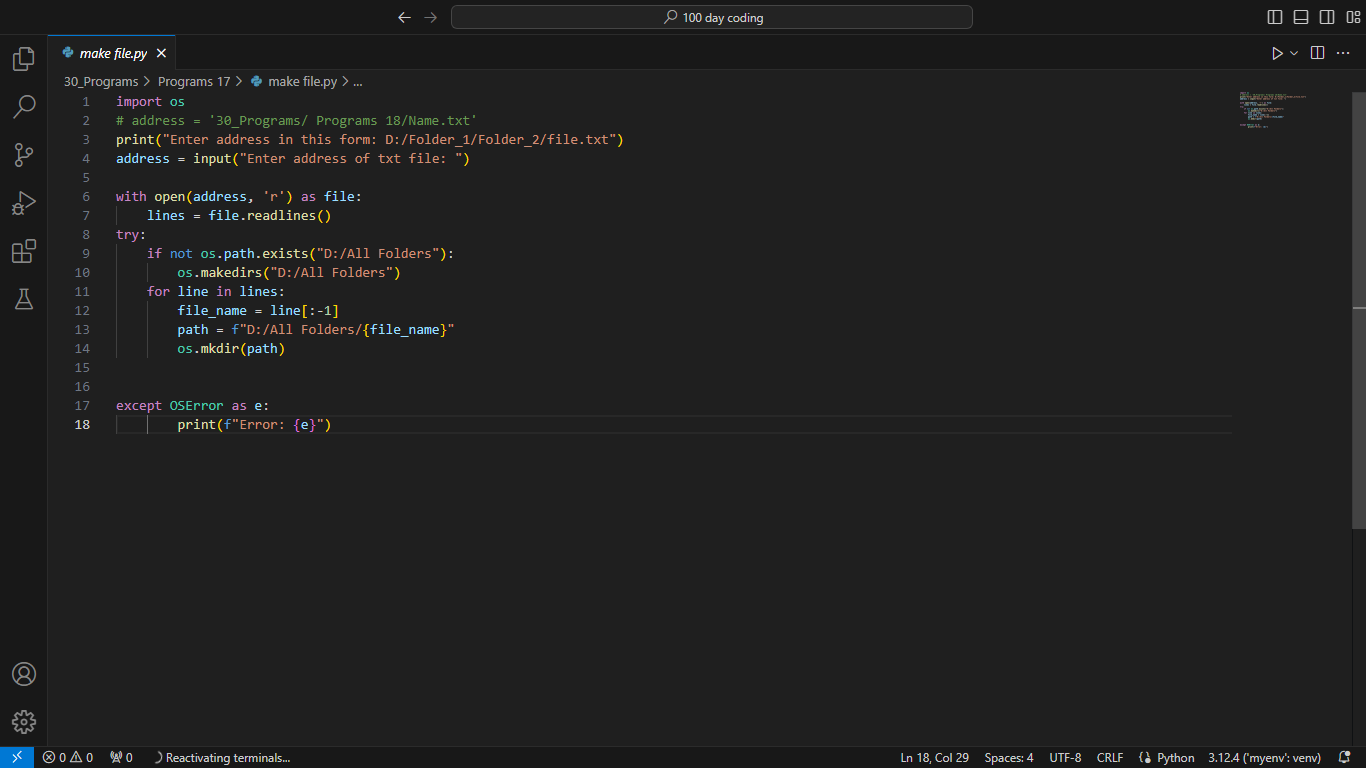 100 day coding
make file.py
30_Programs > Programs 17 > make file.py > ...
1 import os
2 # address = '30_Programs/ Programs 18/Name.txt'
3 print("Enter address in this form: D:/Folder_1/Folder_2/file.txt")
4 address = input("Enter address of txt file: ")
5
6 with open(address, 'r') as file:
7     lines = file.readlines()
8 try:
9     if not os.path.exists("D:/All Folders"):
10         os.makedirs("D:/All Folders")
11     for line in lines:
12         file_name = line[:-1]
13         path = f"D:/All Folders/{file_name}"
14         os.mkdir(path)
15
16
17 except OSError as e:
18         print(f"Error: {e}")
0 0 0 Reactivating terminals... Ln 18, Col 29 Spaces: 4 UTF-8 CRLF Python 3.12.4 ('myenv': venv)